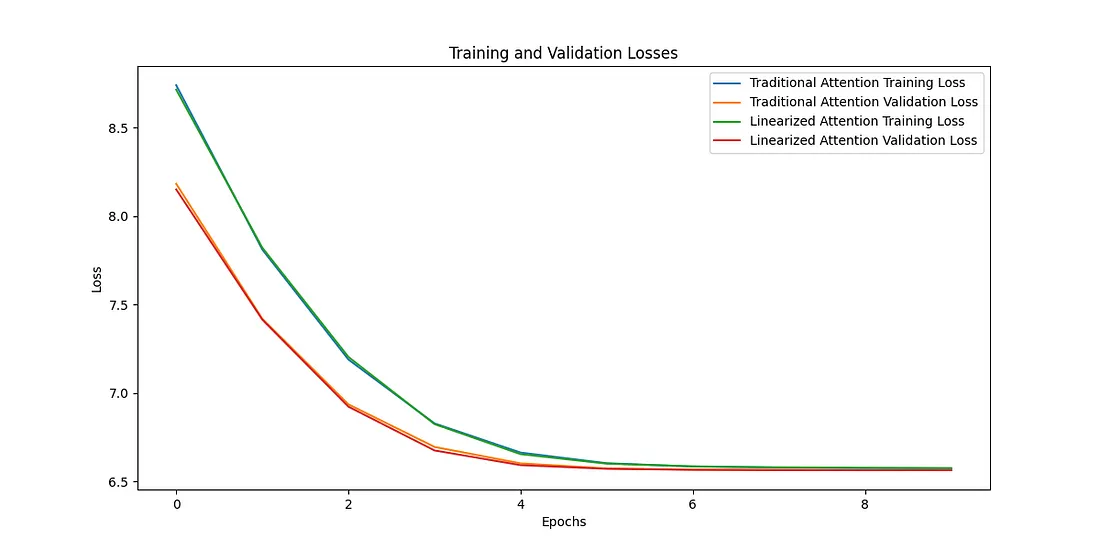 Training and Validation Losses
Traditional Attention Training Loss
Traditional Attention Validation Loss
Linearized Attention Training Loss
Linearized Attention Validation Loss
8.5
8.0
7.5
7.0
6.5
Loss
0 2 4 6 8
Epochs